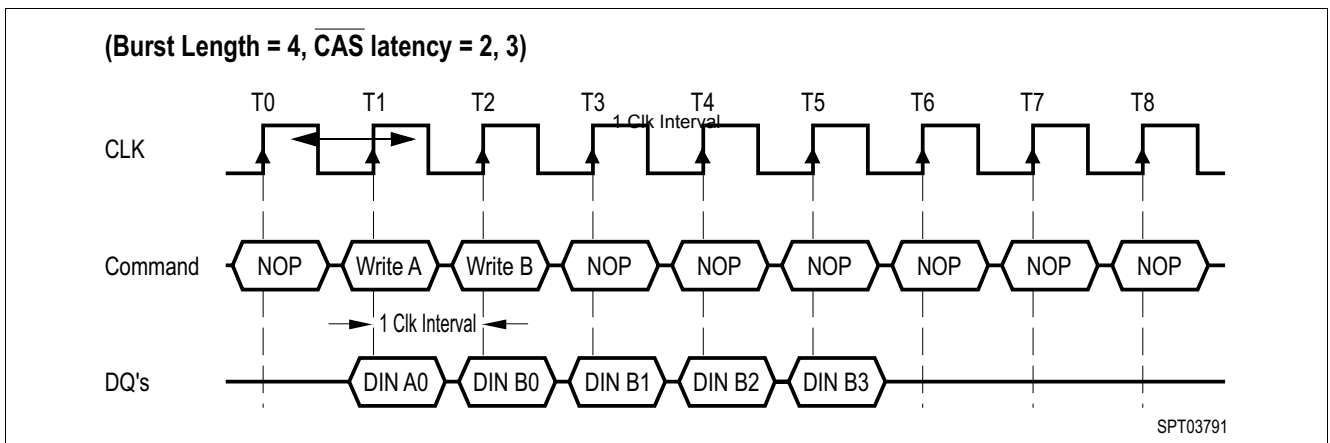 (Burst Length = 4, CAS latency = 2, 3)
T0 T1 T2 T3 T4 T5 T6 T7 T8
1 Clk Interval
CLK
Command NOP Write A Write B NOP NOP NOP NOP NOP NOP
1 Clk Interval
DQ's DIN A0 DIN B0 DIN B1 DIN B2 DIN B3
SPT03791